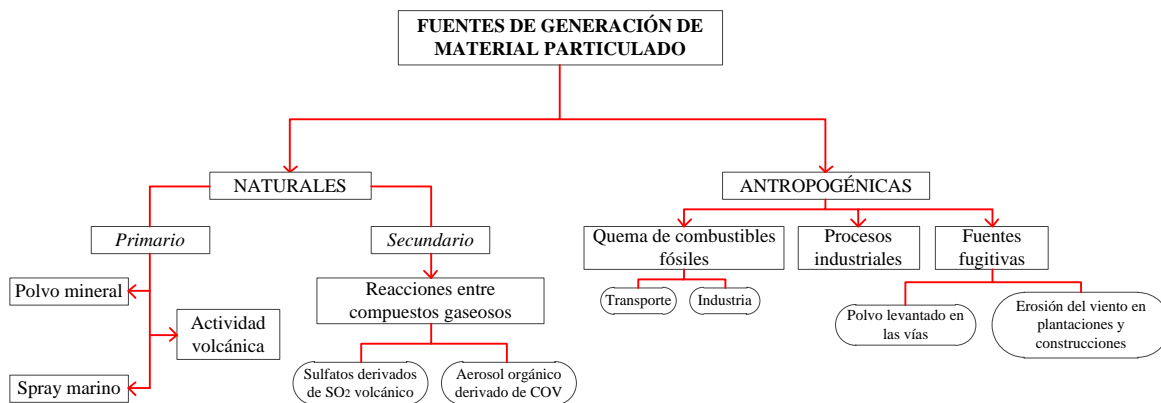 FUENTES DE GENERACIÓN DE
MATERIAL PARTICULADO
NATURALES
ANTROPOGÉNICAS
Primario
Secundario
Quema de combustibles
fósiles
Procesos
industriales
Fuentes
fugitivas
Polvo mineral
Actividad
volcánica
Spray marino
Reacciones entre
compuestos gaseosos
Sulfatos derivados
de SO2 volcánico
Aerosol orgánico
derivado de COV
Transporte
Industria
Polvo levantado en
las vías
Erosión del viento en
plantaciones y
construcciones